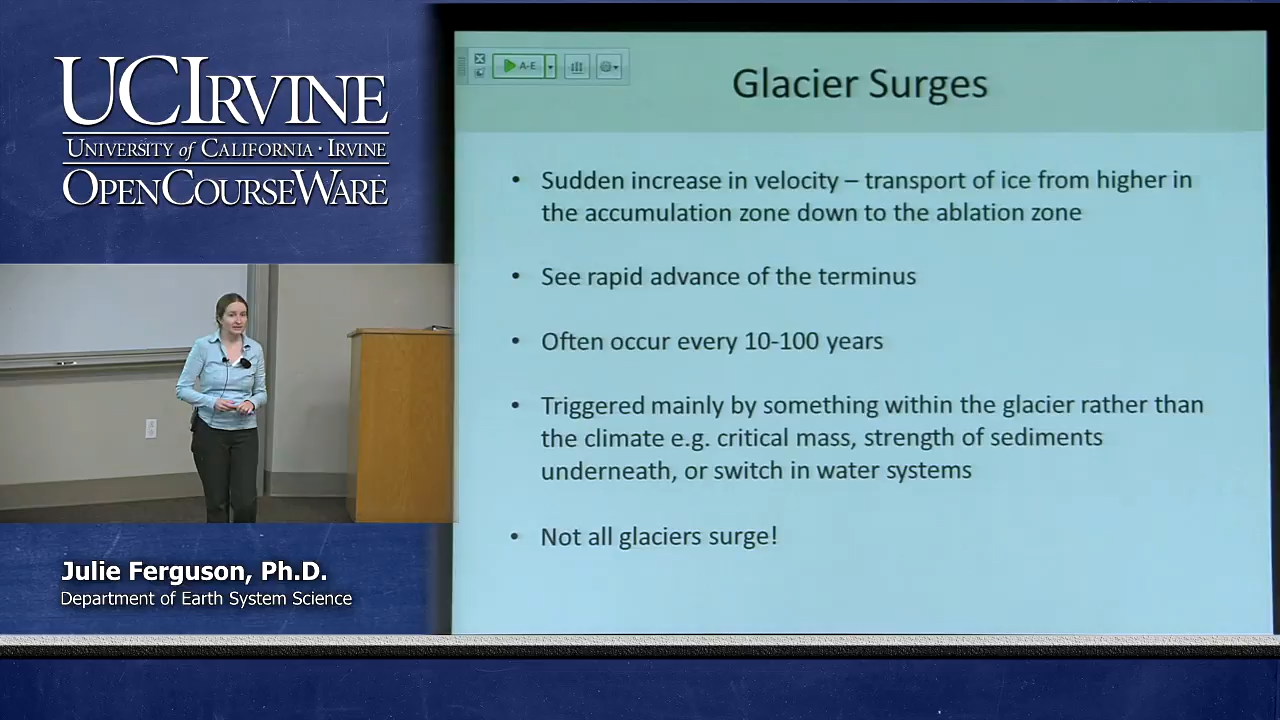 UCIRVINE
UNIVERSITY of CALIFORNIA · IRVINE
OPENCOURSEWARE
Julie Ferguson, Ph.D.
Department of Earth System Science
A-E
Glacier Surges
• Sudden increase in velocity – transport of ice from higher in
the accumulation zone down to the ablation zone
• See rapid advance of the terminus
• Often occur every 10-100 years
• Triggered mainly by something within the glacier rather than
the climate e.g. critical mass, strength of sediments
underneath, or switch in water systems
• Not all glaciers surge!